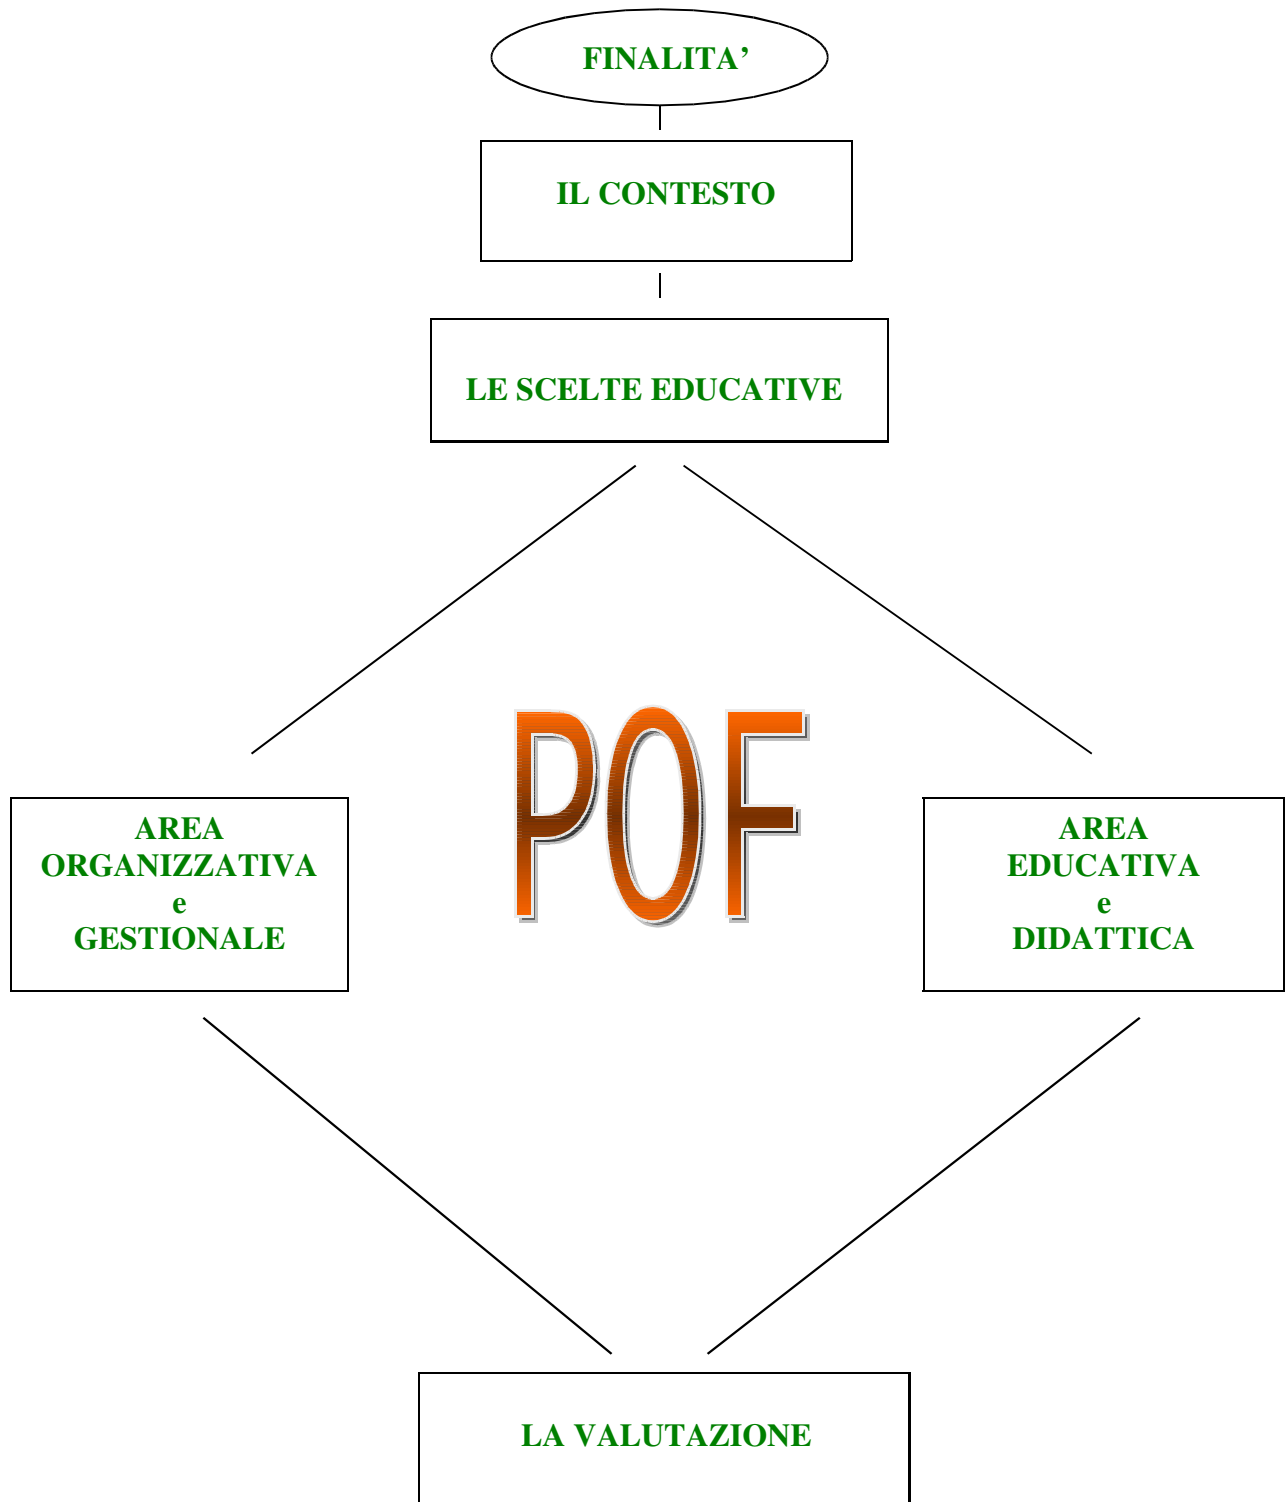 FINALITA’
IL CONTESTO
LE SCELTE EDUCATIVE
POF
AREA
ORGANIZZATIVA
e
GESTIONALE
AREA
EDUCATIVA
e
DIDATTICA
LA VALUTAZIONE